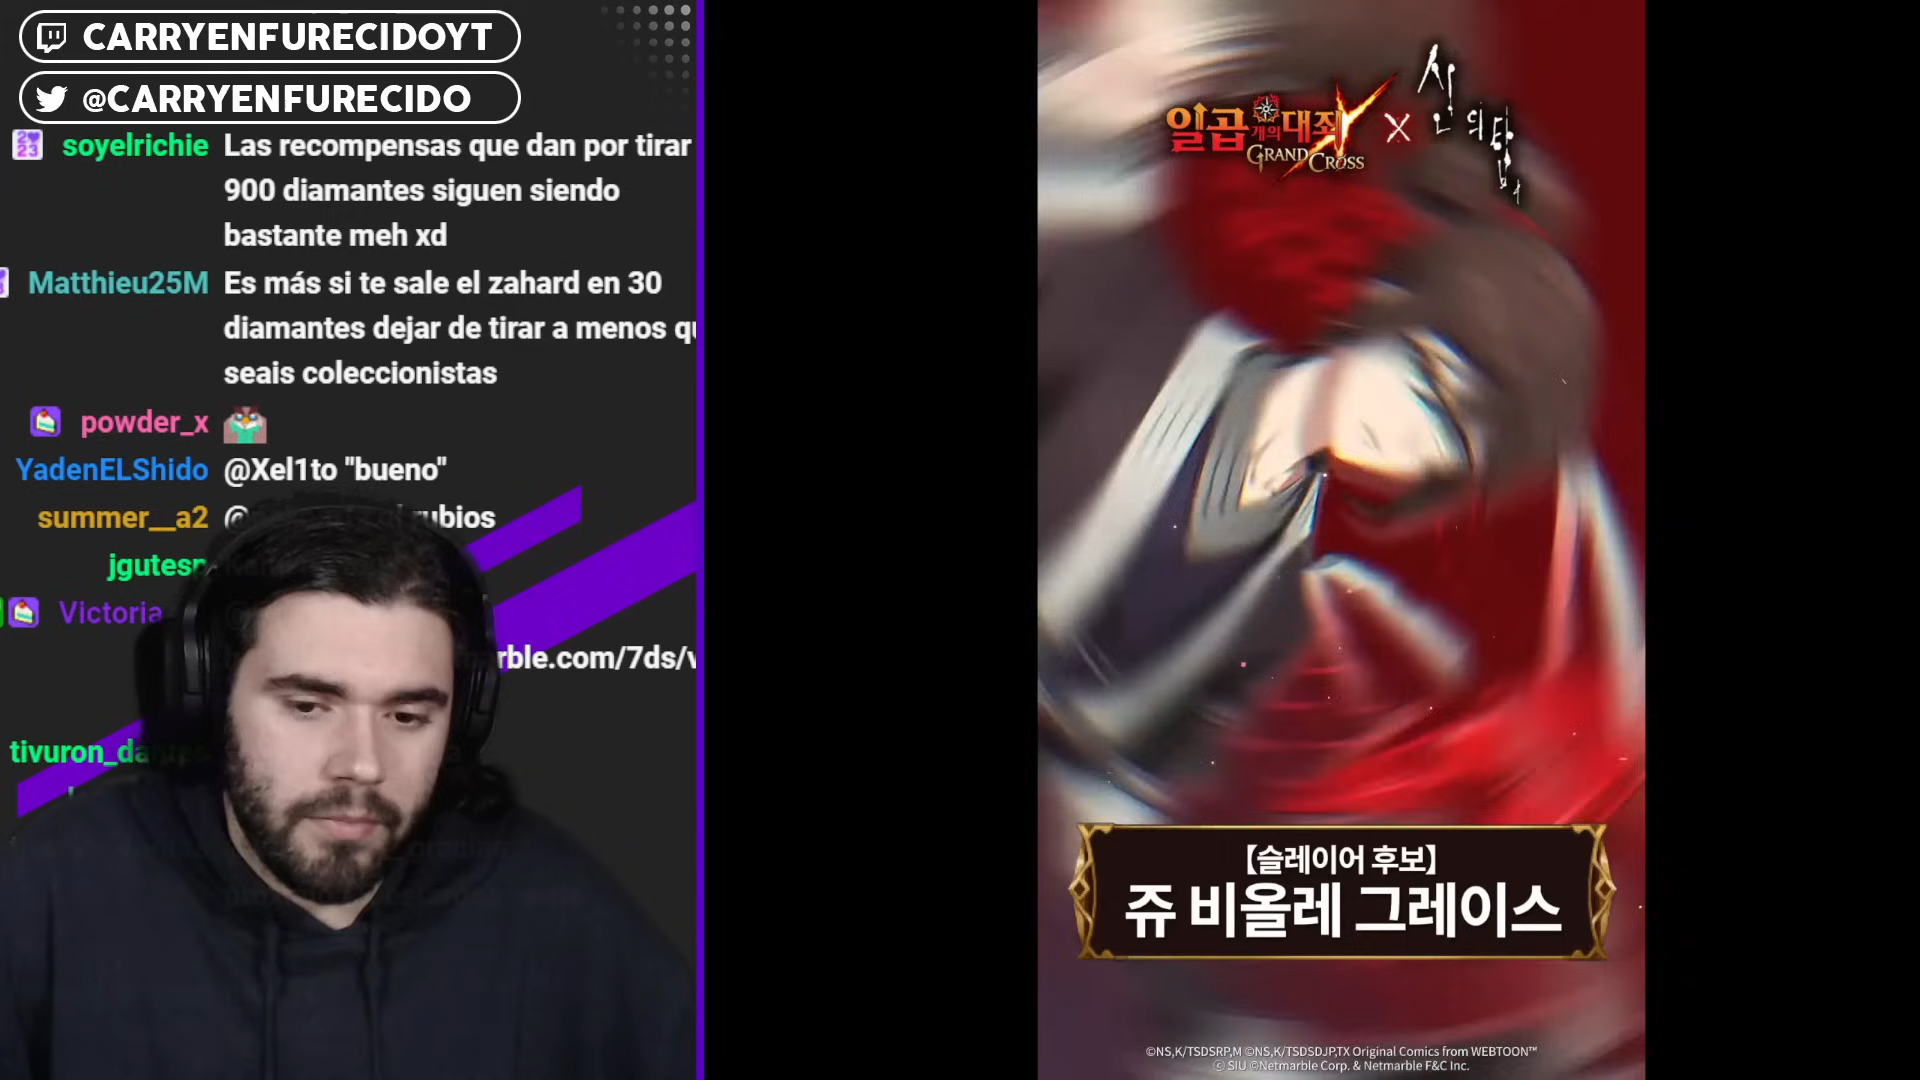 CARRYENFURECIDOYT
@CARRYENFURECIDO
soyelrichie Las recompensas que dan por tirar
900 diamantes siguen siendo
bastante meh xd
Matthieu25M Es más si te sale el zahard en 30
diamantes dejar de tirar a menos qu
seais coleccionistas
powder_x
YadenELShido @Xel1to "bueno"
summer__a2 @ rubios
jgutesp
Victoria
rble.com/7ds/v
tivuron_da
일곱개의 대죄
GRAND CROSS
X
신의 탑
【슬레이어 후보】
쥬 비올레 그레이스
©NS,K/TSDSRP,M ©NS,K/TSDSDJP,TX Original Comics from WEBTOON™
ⓒ SIU ©Netmarble Corp. & Netmarble F&C Inc.